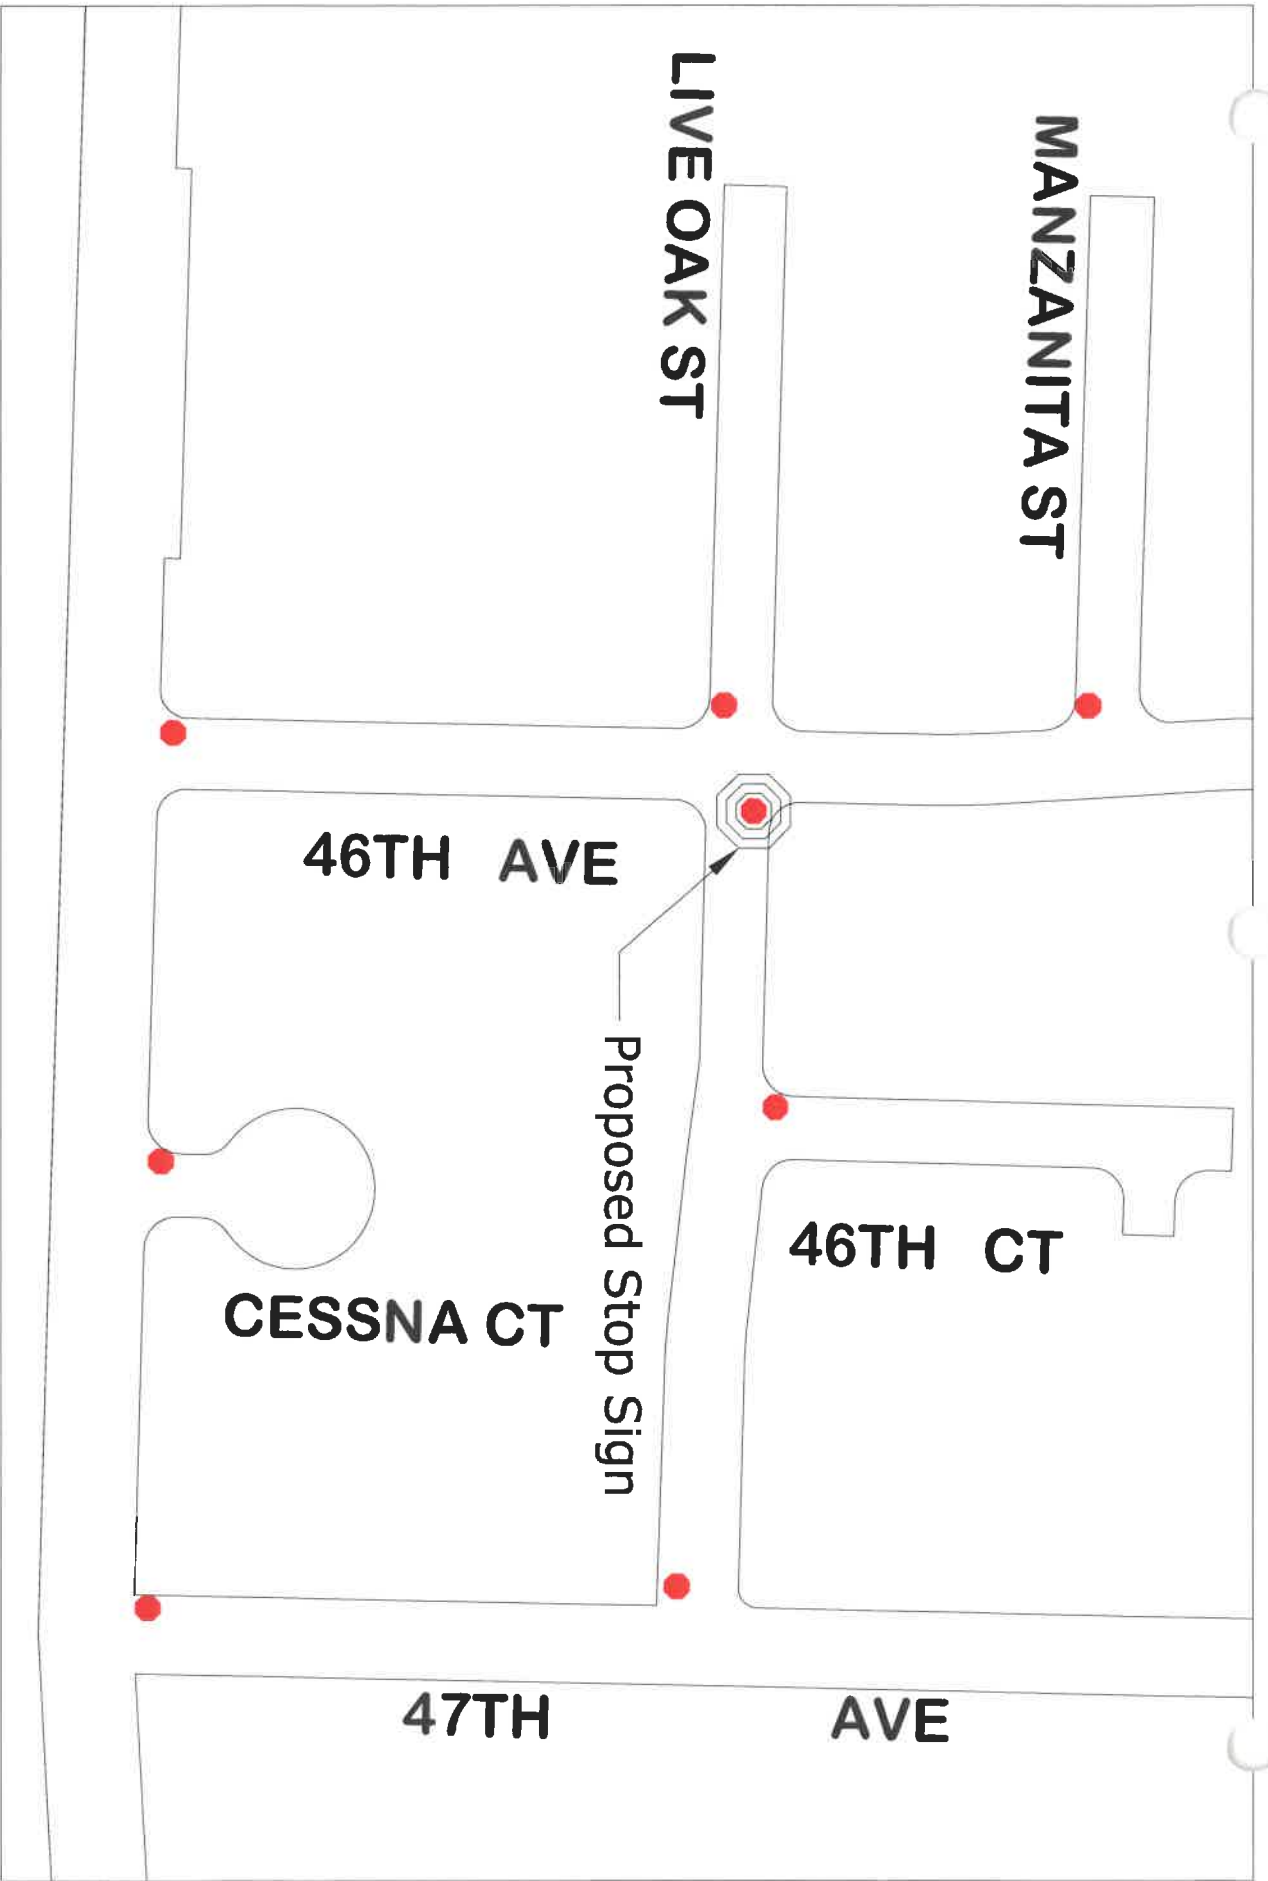 LIVE OAK ST
MANZANITA ST
46TH AVE
Proposed Stop Sign
46TH CT
CESSNA CT
47TH AVE